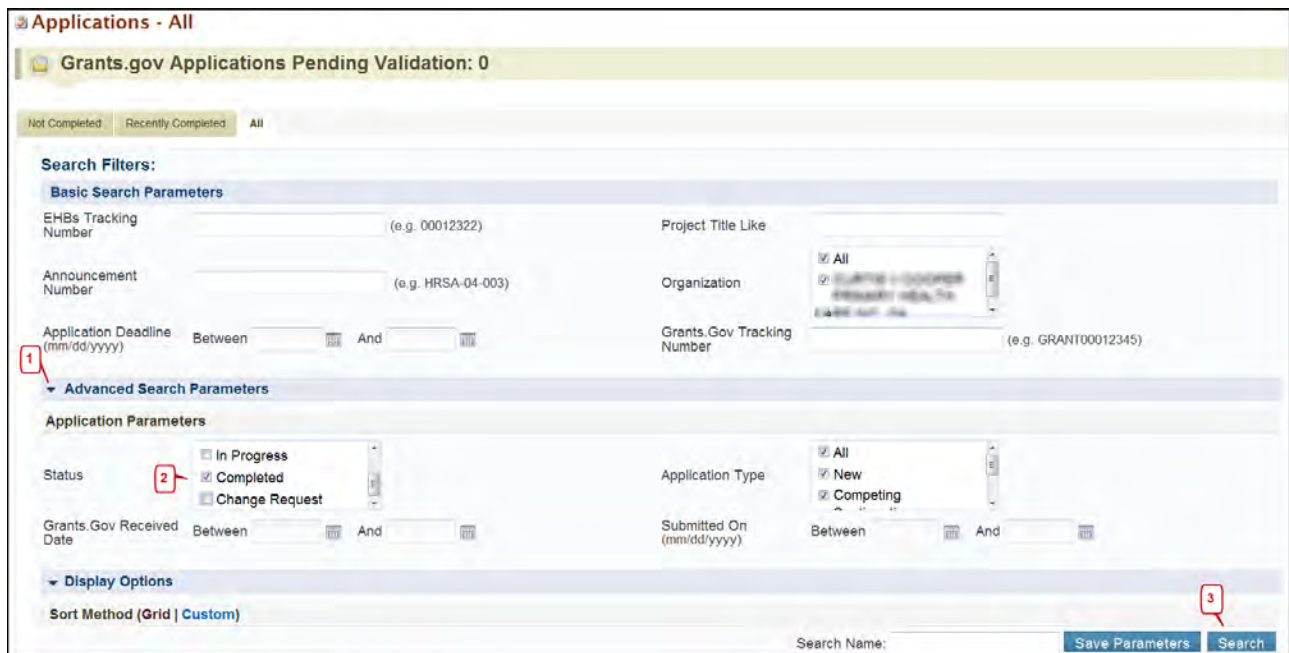 Applications - All
Grants.gov Applications Pending Validation: 0
Not Completed Recently Completed All
Search Filters:
Basic Search Parameters
EHBs Tracking Number (e.g. 00012322) Project Title Like
Announcement Number (e.g. HRSA-04-003) Organization All
Application Deadline (mm/dd/yyyy) Between And Grants.Gov Tracking Number (e.g. GRANT00012345)
1
Advanced Search Parameters
Application Parameters
Status In Progress Application Type All
2 Completed New
Change Request Competing
Grants.Gov Received Date Between And Submitted On (mm/dd/yyyy) Between And
Display Options
Sort Method (Grid | Custom)
3
Search Name: Save Parameters Search